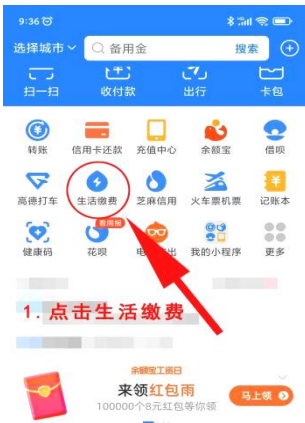 9:36
选择城市 备用金 搜索
扫一扫 收付款 出行 卡包
转账 信用卡还款 充值中心 余额宝 借呗
高德打车 生活缴费 芝麻信用 火车票机票 记账本
看周报
健康码 花呗 我的小程序 更多
1. 点击生活缴费
余额宝工资日
来领红包雨
100000个8元红包等你领
马上领